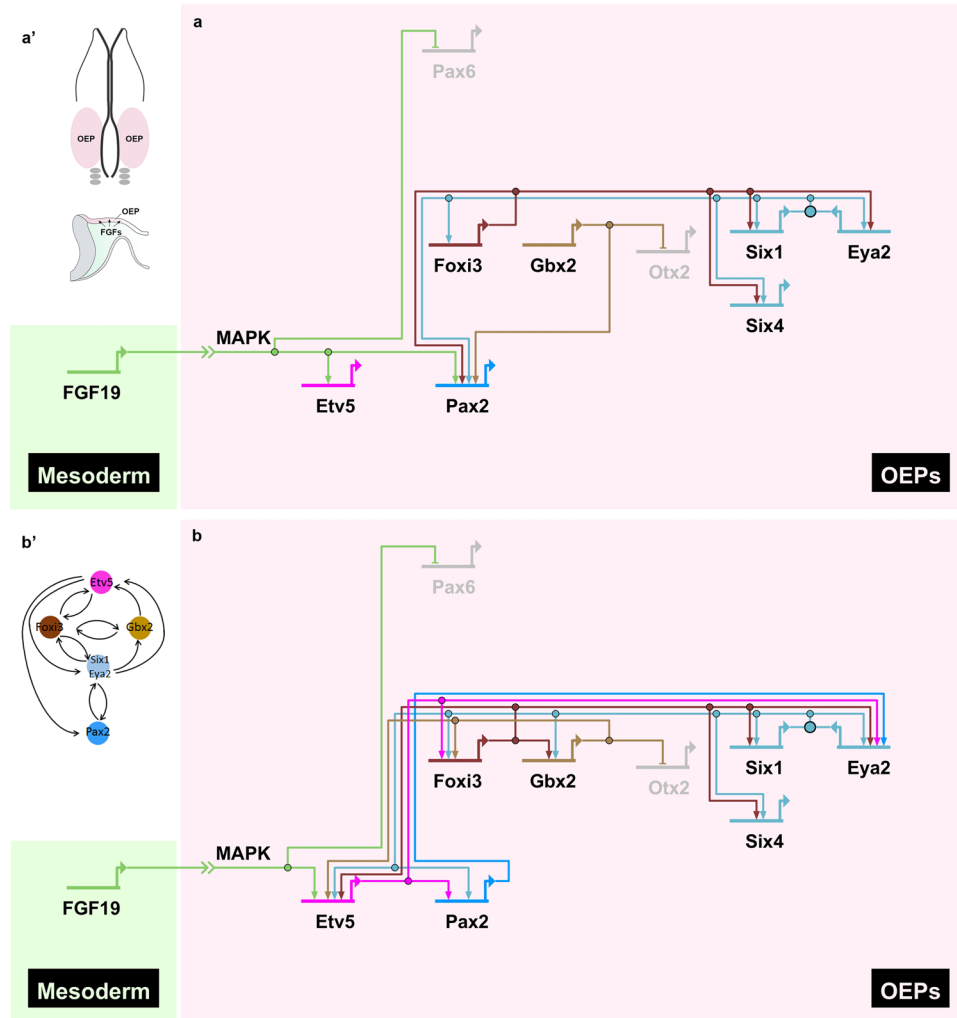 a'
a
Pax6
OEP
OEP
OEP
FGFs
Foxi3
Gbx2
Otx2
Six1
Eya2
Six4
MAPK
FGF19
Etv5
Pax2
Mesoderm
OEPs
b'
b
Etv5
Pax6
Foxi3
Gbx2
Six1
Eya2
Pax2
Foxi3
Gbx2
Otx2
Six1
Eya2
Six4
MAPK
FGF19
Etv5
Pax2
Mesoderm
OEPs